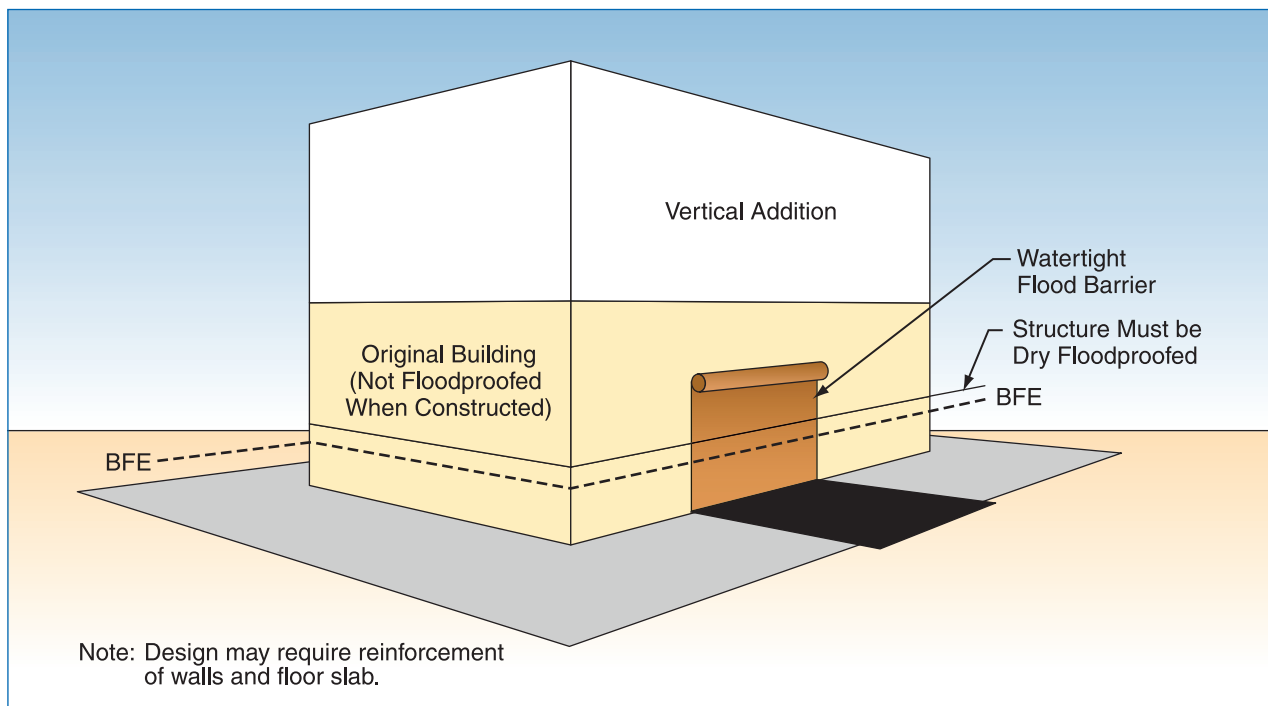 Vertical Addition
Watertight
Flood Barrier
Structure Must be
Dry Floodproofed
Original Building
(Not Floodproofed
When Constructed)
BFE
BFE
Note: Design may require reinforcement
of walls and floor slab.